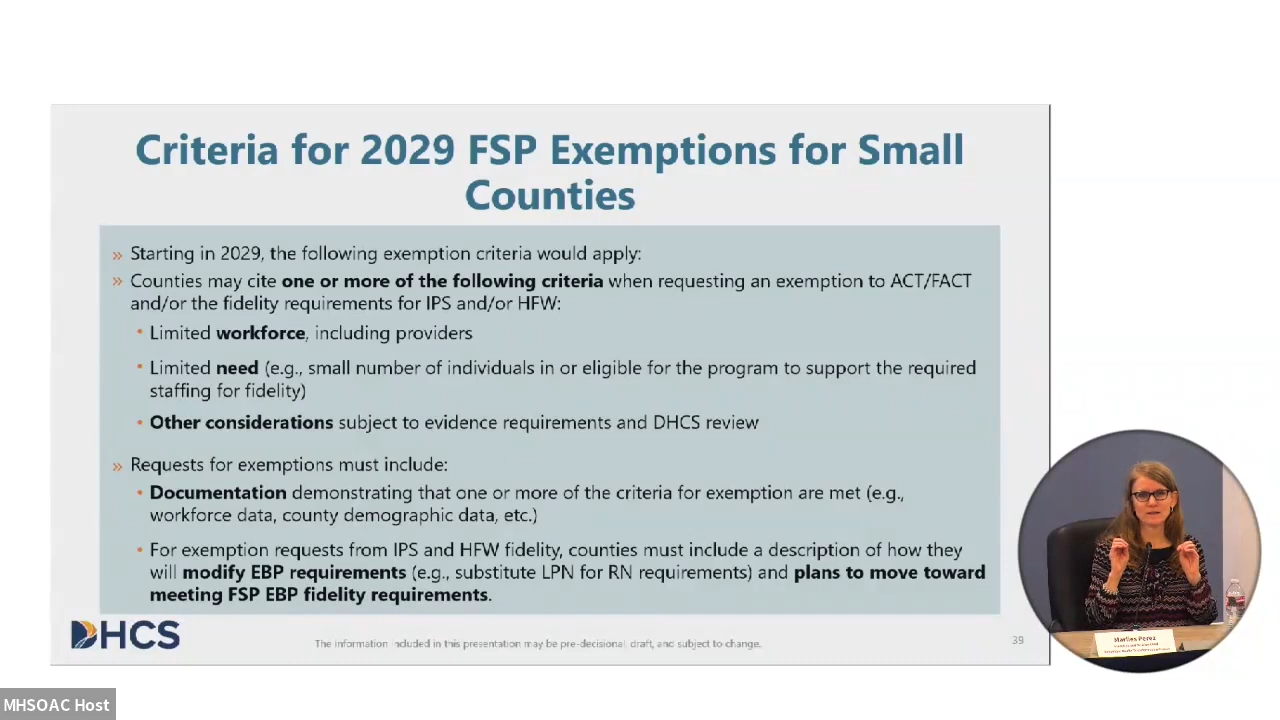 Criteria for 2029 FSP Exemptions for Small
Counties
» Starting in 2029, the following exemption criteria would apply:
» Counties may cite one or more of the following criteria when requesting an exemption to ACT/FACT
and/or the fidelity requirements for IPS and/or HFW:
• Limited workforce, including providers
• Limited need (e.g., small number of individuals in or eligible for the program to support the required
staffing for fidelity)
• Other considerations subject to evidence requirements and DHCS review
» Requests for exemptions must include:
• Documentation demonstrating that one or more of the criteria for exemption are met (e.g.,
workforce data, county demographic data, etc.)
• For exemption requests from IPS and HFW fidelity, counties must include a description of how they
will modify EBP requirements (e.g., substitute LPN for RN requirements) and plans to move toward
meeting FSP EBP fidelity requirements.
DHCS
The information included in this presentation may be pre-decisional, draft, and subject to change.
39
Marlies Perez
MHSOAC Host